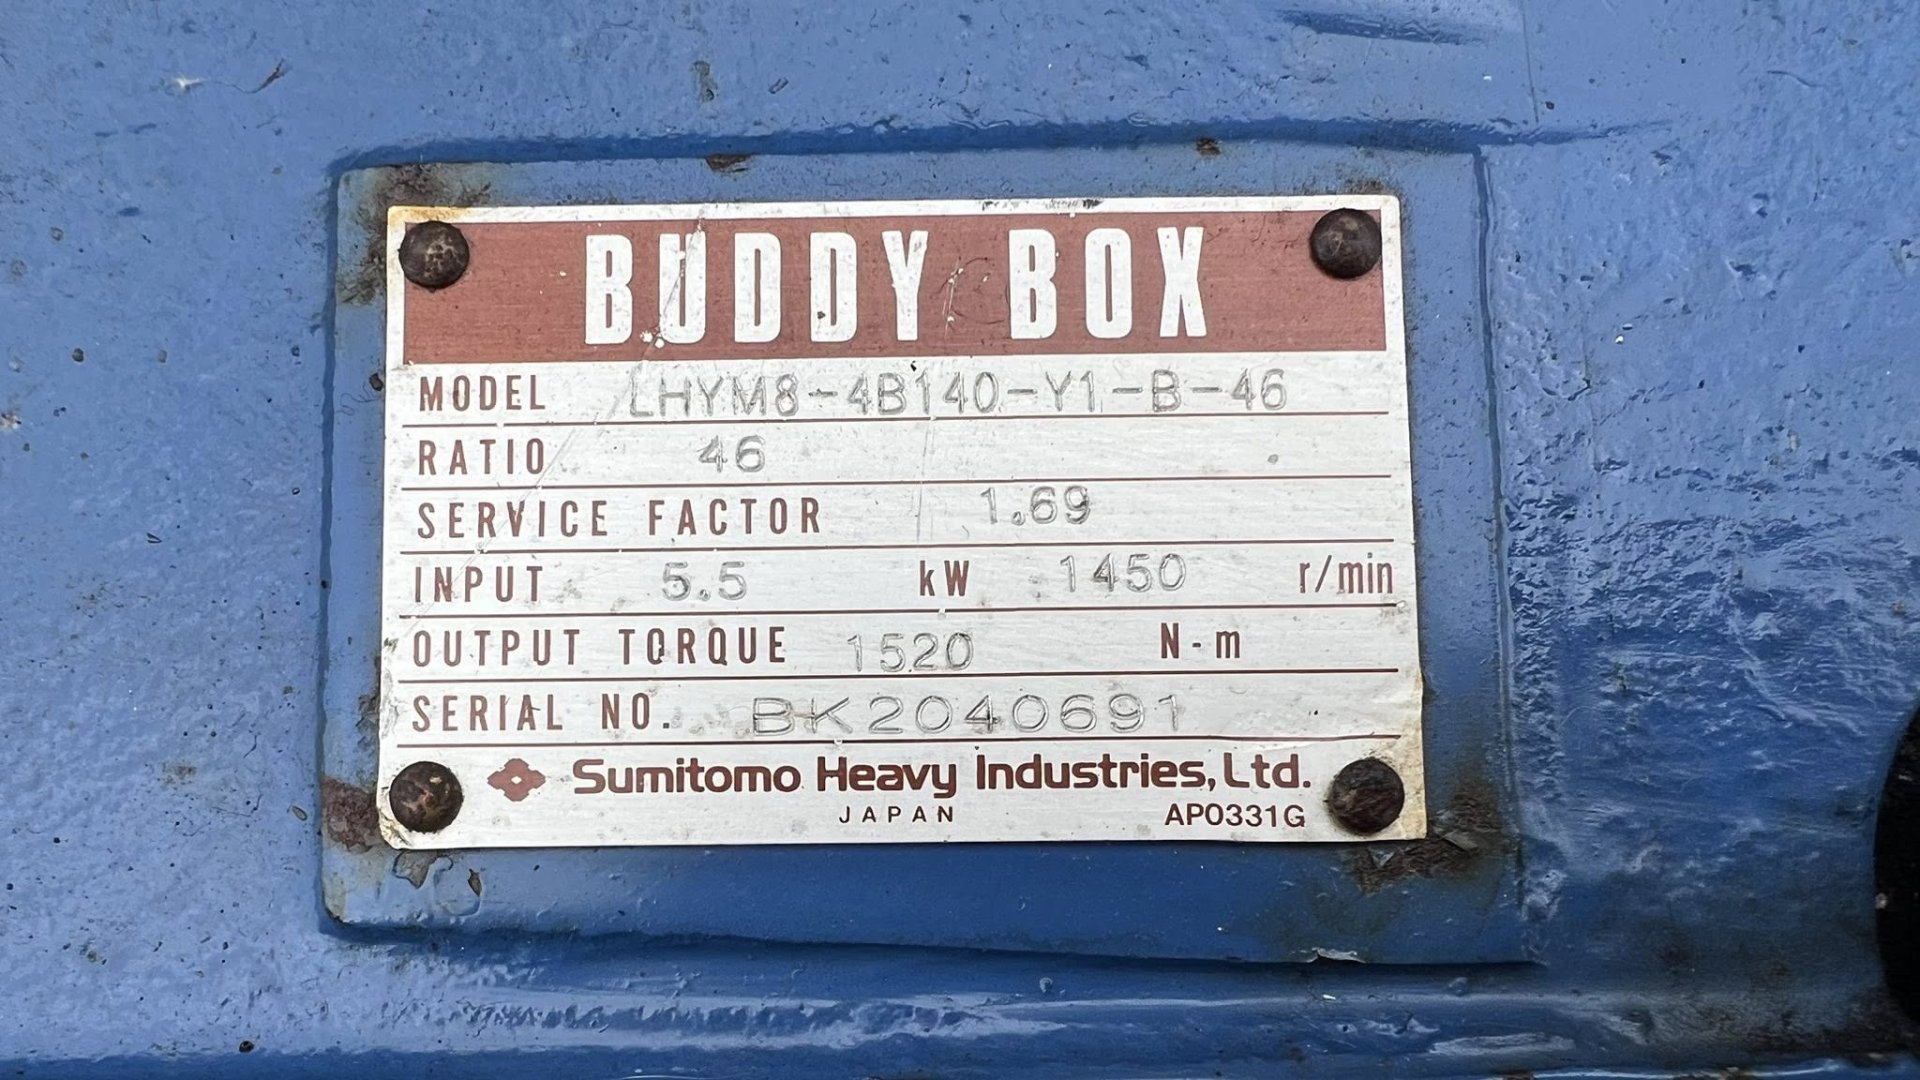 BUDDY BOX
MODEL LHYM8-4B140-Y1-B-46
RATIO 46
SERVICE FACTOR 1.69
INPUT 5.5 kW 1450 r/min
OUTPUT TORQUE 1520 N-m
SERIAL NO. BK2040691
Sumitomo Heavy Industries, Ltd.
JAPAN AP0331G